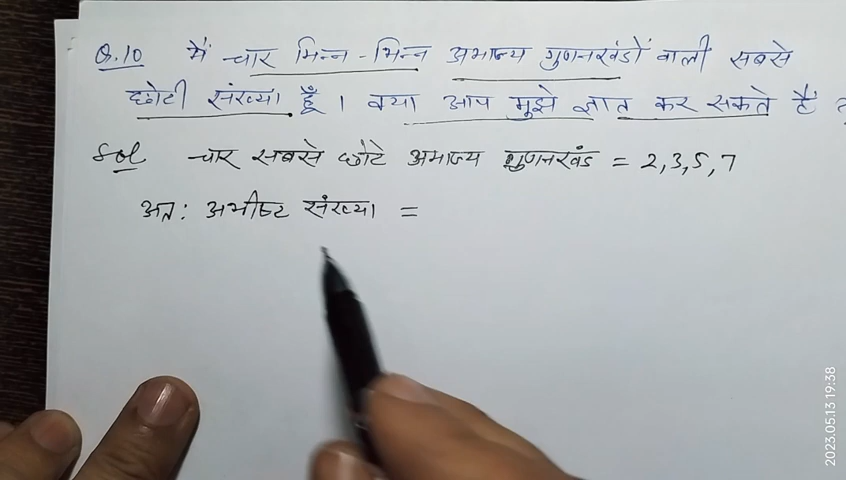 Q.10 मैं चार भिन्न-भिन्न अभाज्य गुणनखंडों वाली सबसे
छोटी संख्या हूँ। क्या आप मुझे ज्ञात कर सकते हैं
Sol चार सबसे छोटे अभाज्य गुणनखंड = 2,3,5,7
अतः अभीष्ट संख्या =
2023.05.13 19:38